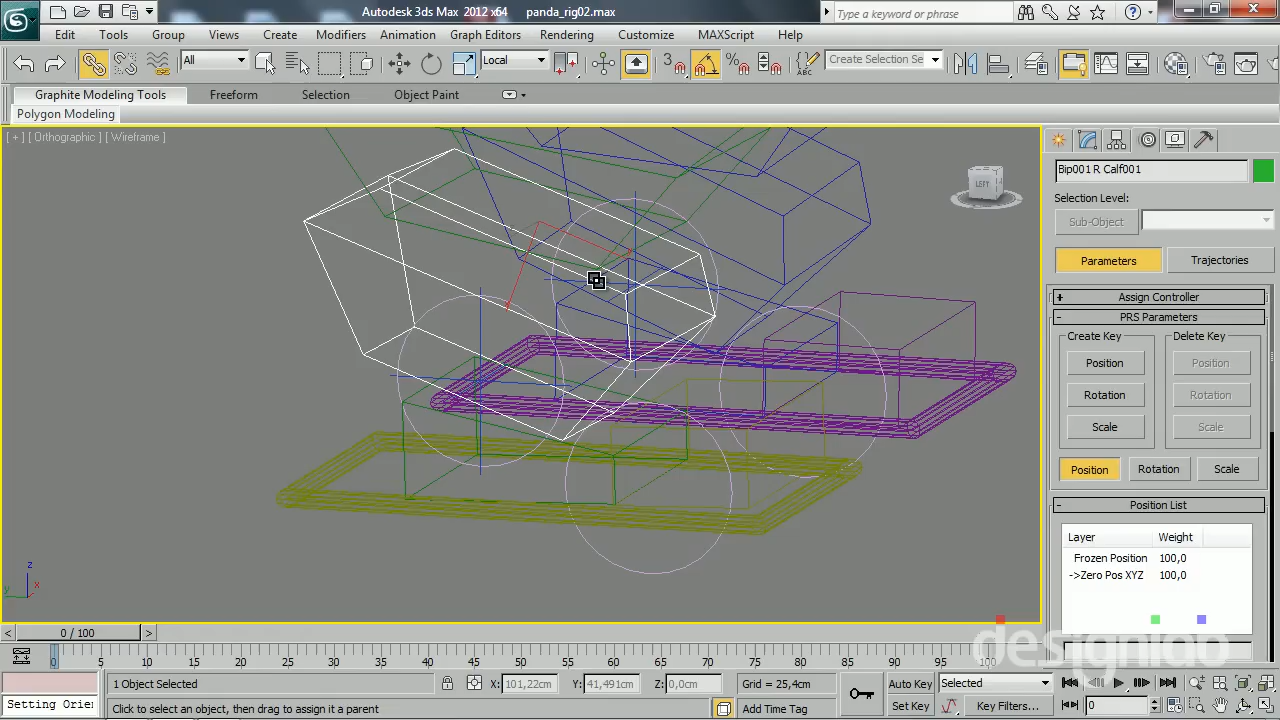 Autodesk 3ds Max 2012 x64 panda_rig02.max
Type a keyword or phrase
Edit Tools Group Views Create Modifiers Animation Graph Editors Rendering Customize MAXScript Help
All Local 3 % ABC Create Selection Se
Graphite Modeling Tools Freeform Selection Object Paint
Polygon Modeling
[ + ] [ Orthographic ] [ Wireframe ]
LEFT
Bip001 R Calf001
Selection Level:
Sub-Object
Parameters Trajectories
+ Assign Controller
- PRS Parameters
Create Key Delete Key
Position Position
Rotation Rotation
Scale Scale
Position Rotation Scale
- Position List
Layer Weight
Frozen Position 100,0
->Zero Pos XYZ 100,0
z
y x
designido
< 0 / 100 >
0 5 10 15 20 25 30 35 40 45 50 55 60 65 70 75 80 85 90 95 100
1 Object Selected X: 101,22cm Y: 41,491cm Z: 0,0cm Grid = 25,4cm Auto Key Selected
Setting Orie Click to select an object, then drag to assign it a parent Add Time Tag Set Key Key Filters... 0